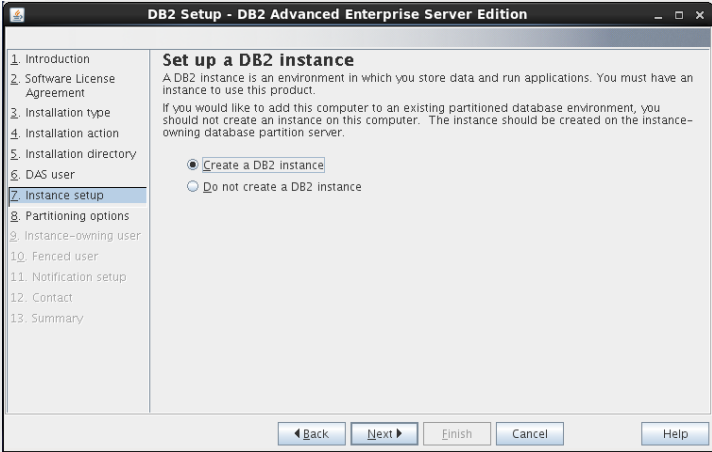 DB2 Setup - DB2 Advanced Enterprise Server Edition
1. Introduction
2. Software License
Agreement
3. Installation type
4. Installation action
5. Installation directory
6. DAS user
7. Instance setup
8. Partitioning options
9. Instance-owning user
10. Fenced user
11. Notification setup
12. Contact
13. Summary
Set up a DB2 instance
A DB2 instance is an environment in which you store data and run applications. You must have an
instance to use this product.
If you would like to add this computer to an existing partitioned database environment, you
should not create an instance on this computer. The instance should be created on the instance-
owning database partition server.
Create a DB2 instance
Do not create a DB2 instance
Back
Next
Finish
Cancel
Help